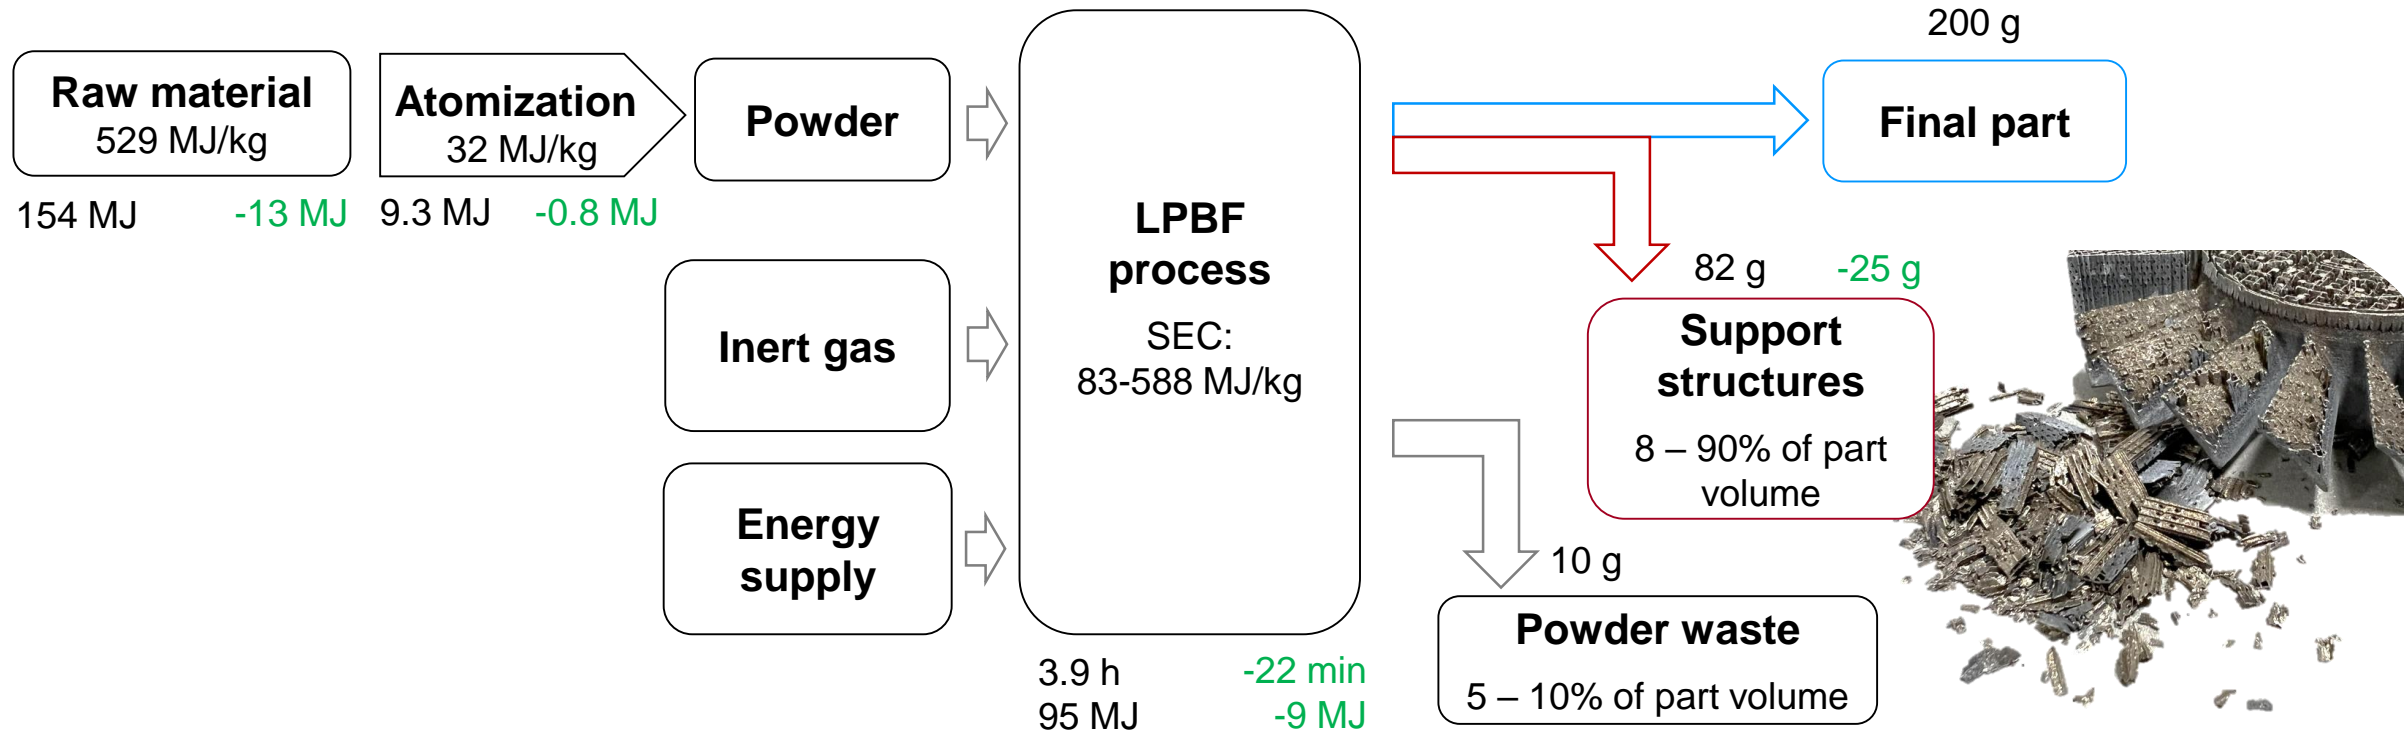 Raw material
529 MJ/kg
154 MJ
-13 MJ
Atomization
32 MJ/kg
9.3 MJ
-0.8 MJ
Powder
Inert gas
Energy
supply
LPBF
process
SEC:
83-588 MJ/kg
3.9 h
-22 min
95 MJ
-9 MJ
200 g
Final part
82 g
-25 g
Support
structures
8 – 90% of part
volume
10 g
Powder waste
5 – 10% of part volume